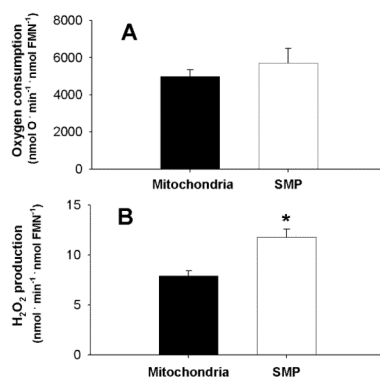 A
Oxygen consumption
(nmol O · min⁻¹ · nmol FMN⁻¹)
8000
6000
4000
2000
0
Mitochondria SMP
B
H₂O₂ production
(nmol · min⁻¹ · nmol FMN⁻¹)
15
10
5
0
*
Mitochondria SMP